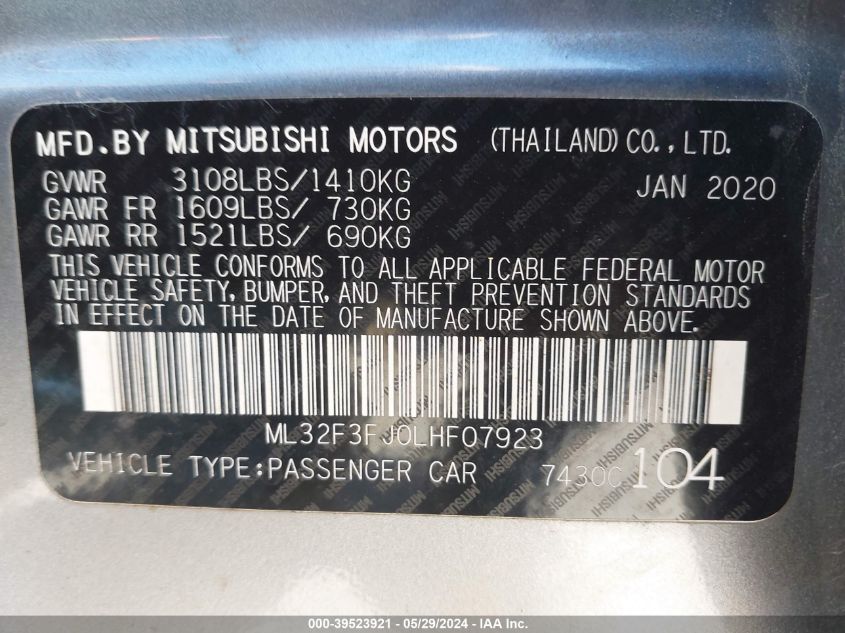 MFD.BY MITSUBISHI MOTORS (THAILAND) CO., LTD.
GVWR 3108LBS/1410KG JAN 2020
GAWR FR 1609LBS/ 730KG
GAWR RR 1521LBS/ 690KG
THIS VEHICLE CONFORMS TO ALL APPLICABLE FEDERAL MOTOR
VEHICLE SAFETY, BUMPER, AND THEFT PREVENTION STANDARDS
IN EFFECT ON THE DATE OF MANUFACTURE SHOWN ABOVE.
ML32F3FJ0LHF07923
VEHICLE TYPE:PASSENGER CAR 7430C 104
000-39523921 - 05/29/2024 - IAA Inc.